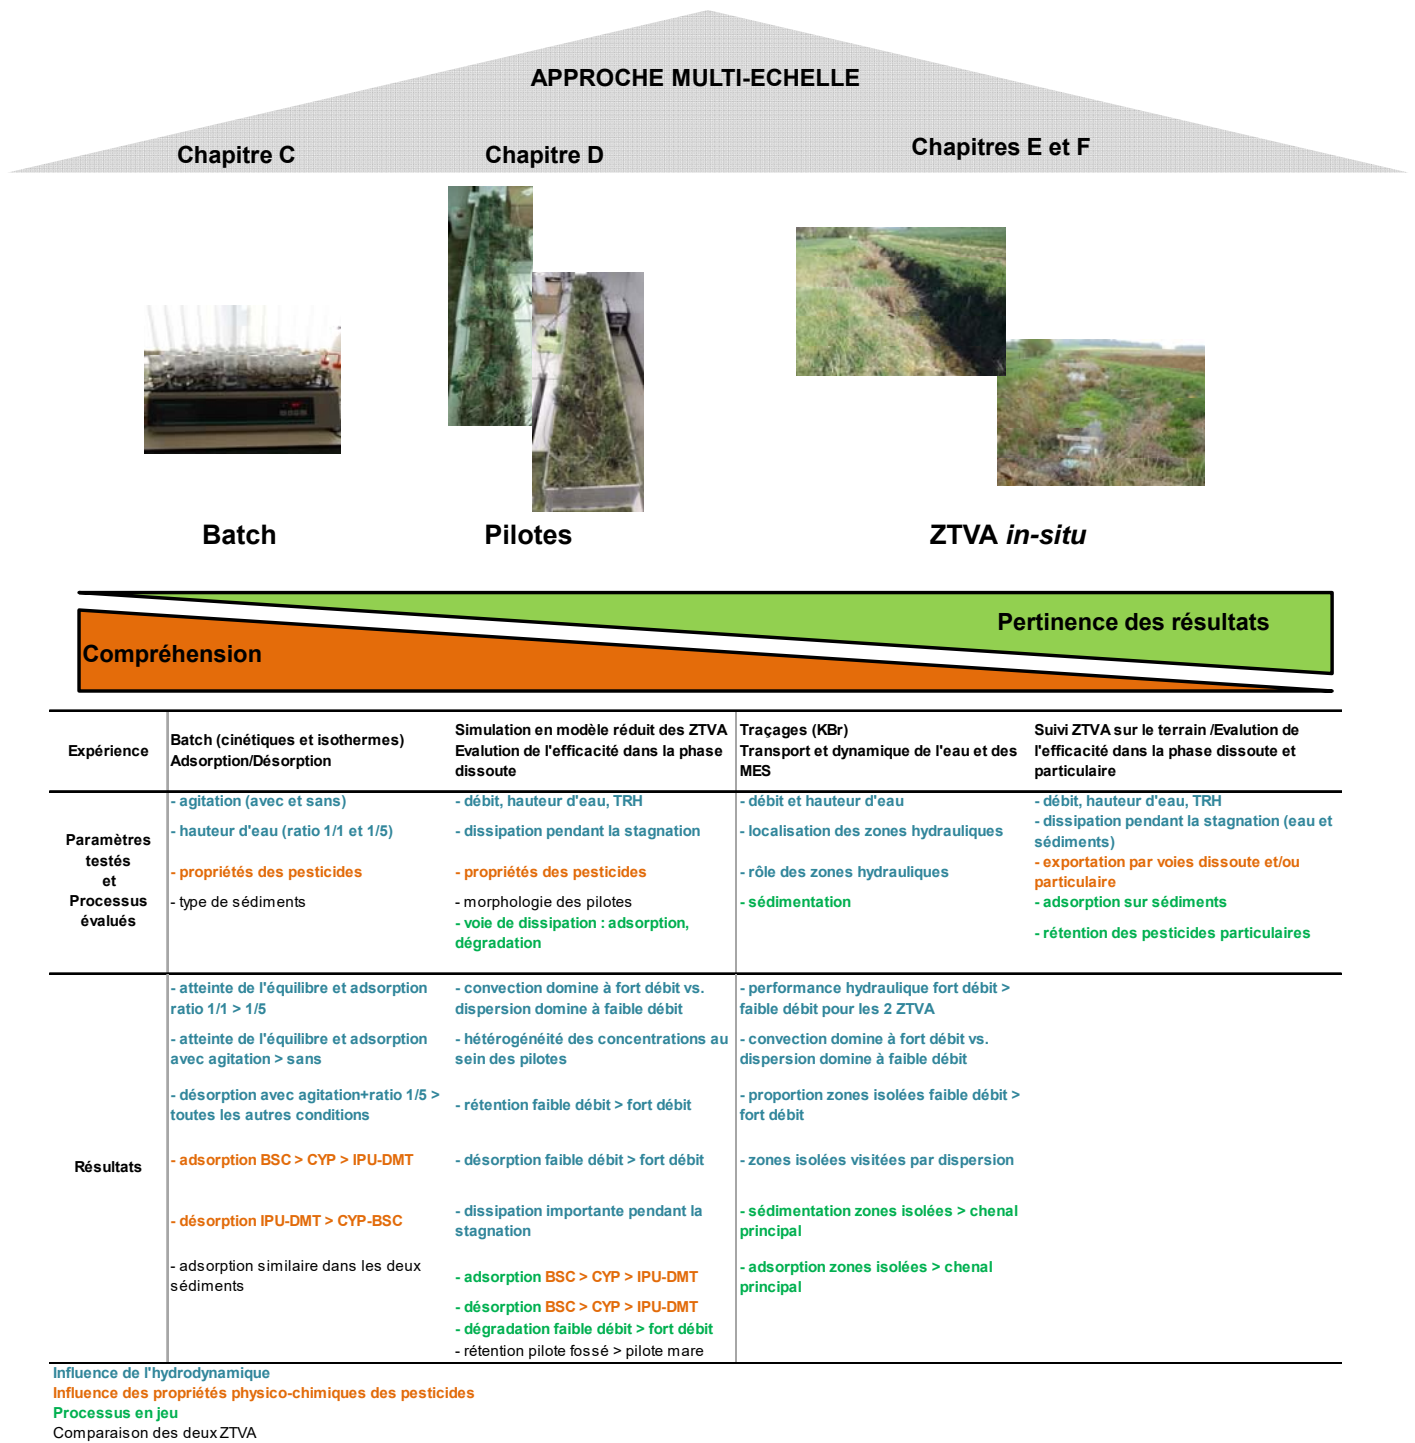 APPROCHE MULTI-ECHELLE
Chapitre C
Chapitre D
Chapitres E et F
Batch
Pilotes
ZTVA in-situ
Pertinence des résultats
Compréhension
Expérience
Batch (cinétiques et isothermes)
Adsorption/Désorption
Simulation en modèle réduit des ZTVA
Evalution de l'efficacité dans la phase
dissoute
Traçages (KBr)
Transport et dynamique de l'eau et des
MES
Suivi ZTVA sur le terrain /Evalution de
l'efficacité dans la phase dissoute et
particulaire
Paramètres
testés
et
Processus
évalués
- agitation (avec et sans)
- hauteur d'eau (ratio 1/1 et 1/5)
- propriétés des pesticides
- type de sédiments
- débit, hauteur d'eau, TRH
- dissipation pendant la stagnation
- propriétés des pesticides
- morphologie des pilotes
- voie de dissipation : adsorption,
dégradation
- débit et hauteur d'eau
- localisation des zones hydrauliques
- rôle des zones hydrauliques
- sédimentation
- débit, hauteur d'eau, TRH
- dissipation pendant la stagnation (eau et
sédiments)
- exportation par voies dissoute et/ou
particulaire
- adsorption sur sédiments
- rétention des pesticides particulaires
Résultats
- atteinte de l'équilibre et adsorption
ratio 1/1 > 1/5
- atteinte de l'équilibre et adsorption
avec agitation > sans
- désorption avec agitation+ratio 1/5 >
toutes les autres conditions
- adsorption BSC > CYP > IPU-DMT
- désorption IPU-DMT > CYP-BSC
- adsorption similaire dans les deux
sédiments
- convection domine à fort débit vs.
dispersion domine à faible débit
- hétérogénéité des concentrations au
sein des pilotes
- rétention faible débit > fort débit
- désorption faible débit > fort débit
- dissipation importante pendant la
stagnation
- adsorption BSC > CYP > IPU-DMT
- désorption BSC > CYP > IPU-DMT
- dégradation faible débit > fort débit
- rétention pilote fossé > pilote mare
- performance hydraulique fort débit >
faible débit pour les 2 ZTVA
- convection domine à fort débit vs.
dispersion domine à faible débit
- proportion zones isolées faible débit >
fort débit
- zones isolées visitées par dispersion
- sédimentation zones isolées > chenal
principal
- adsorption zones isolées > chenal
principal
Influence de l'hydrodynamique
Influence des propriétés physico-chimiques des pesticides
Processus en jeu
Comparaison des deux ZTVA